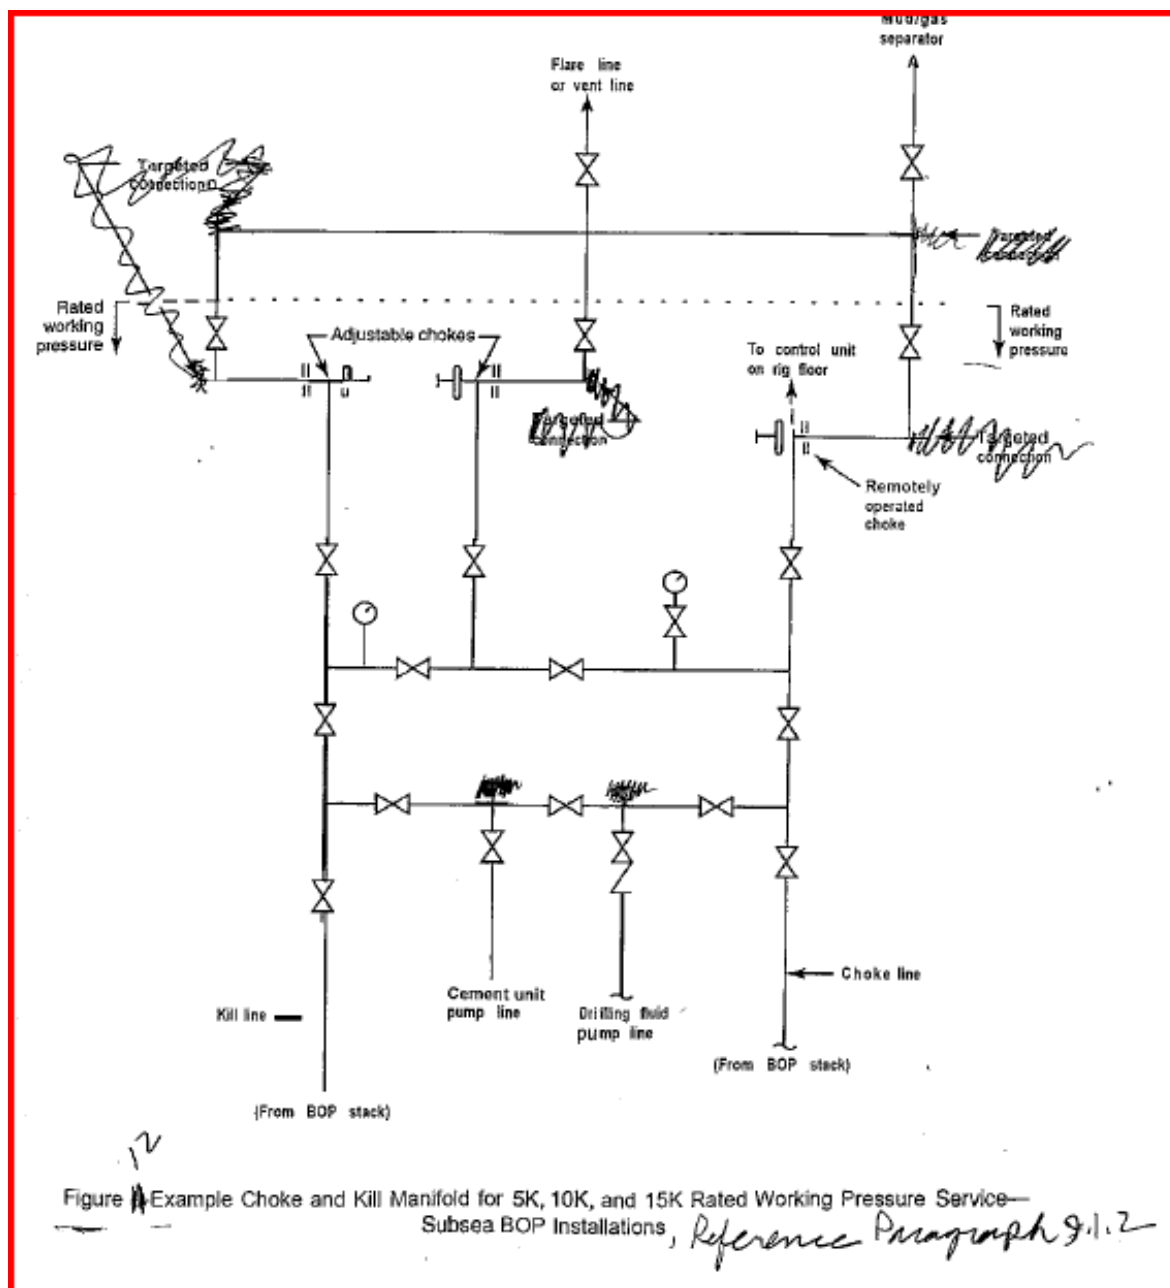 Mud/gas
separator
Flare line
or vent line
Targeted
connection
Targeted
connection
Rated
working
pressure
Adjustable chokes
Rated
working
pressure
To control unit
on rig floor
Targeted
connection
Targeted
connection
Remotely
operated
choke
Choke line
Cement unit
pump line
Drilling fluid
pump line
Kill line
(From BOP stack)
(From BOP stack)
12
Figure Example Choke and Kill Manifold for 5K, 10K, and 15K Rated Working Pressure Service—
Subsea BOP Installations, Reference Paragraph 9.1.2